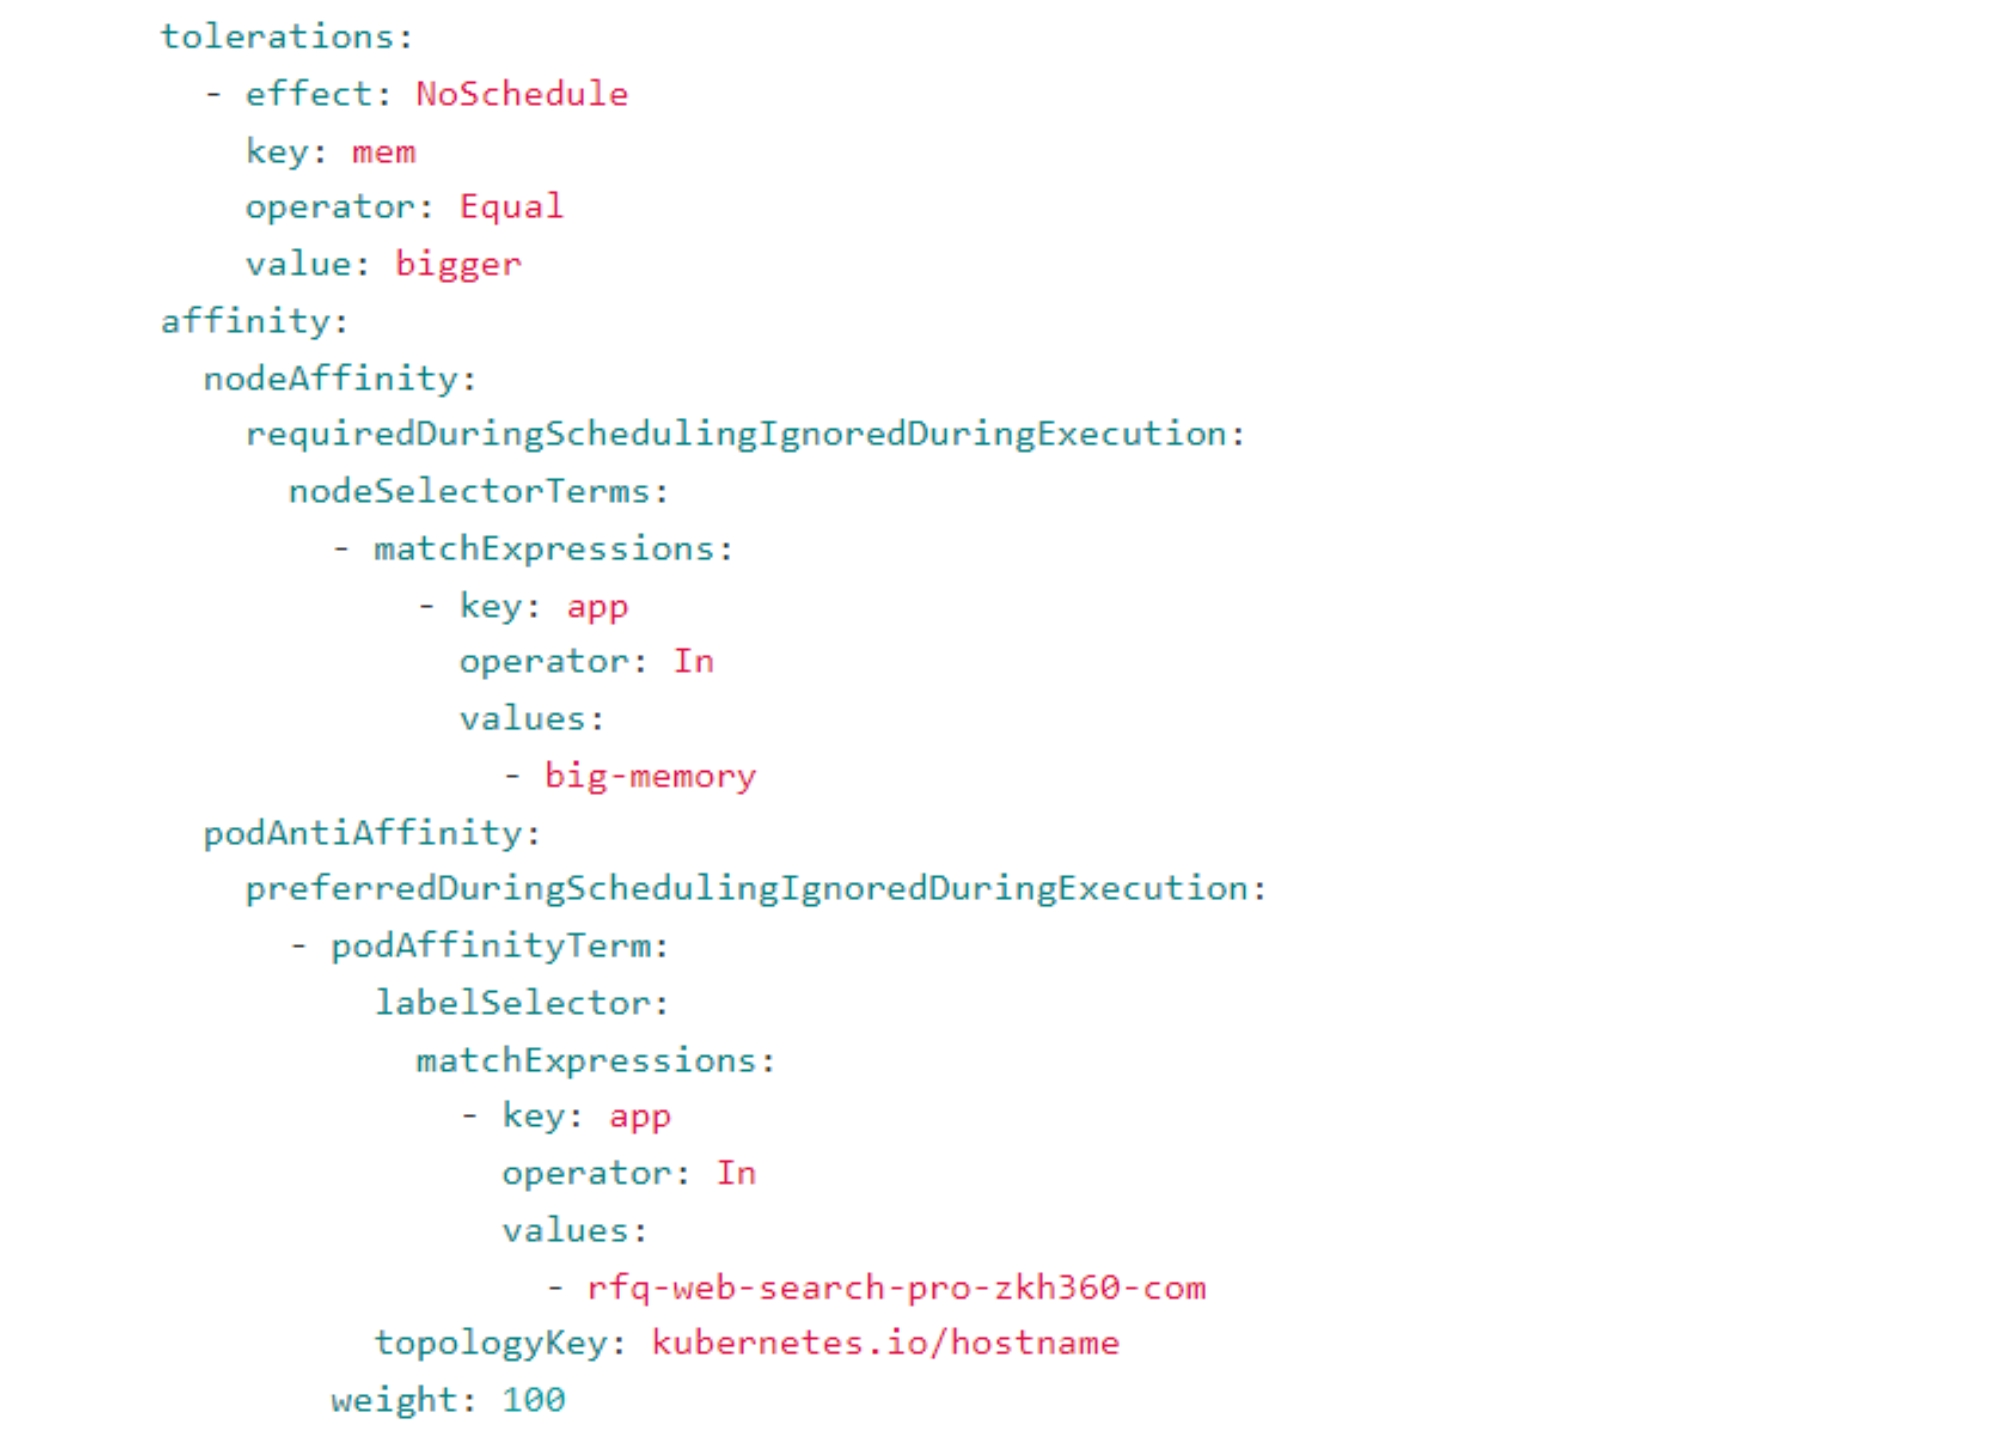 tolerations:
  - effect: NoSchedule
    key: mem
    operator: Equal
    value: bigger
affinity:
  nodeAffinity:
    requiredDuringSchedulingIgnoredDuringExecution:
      nodeSelectorTerms:
        - matchExpressions:
            - key: app
              operator: In
              values:
                - big-memory
  podAntiAffinity:
    preferredDuringSchedulingIgnoredDuringExecution:
      - podAffinityTerm:
          labelSelector:
            matchExpressions:
              - key: app
                operator: In
                values:
                  - rfq-web-search-pro-zkh360-com
          topologyKey: kubernetes.io/hostname
        weight: 100